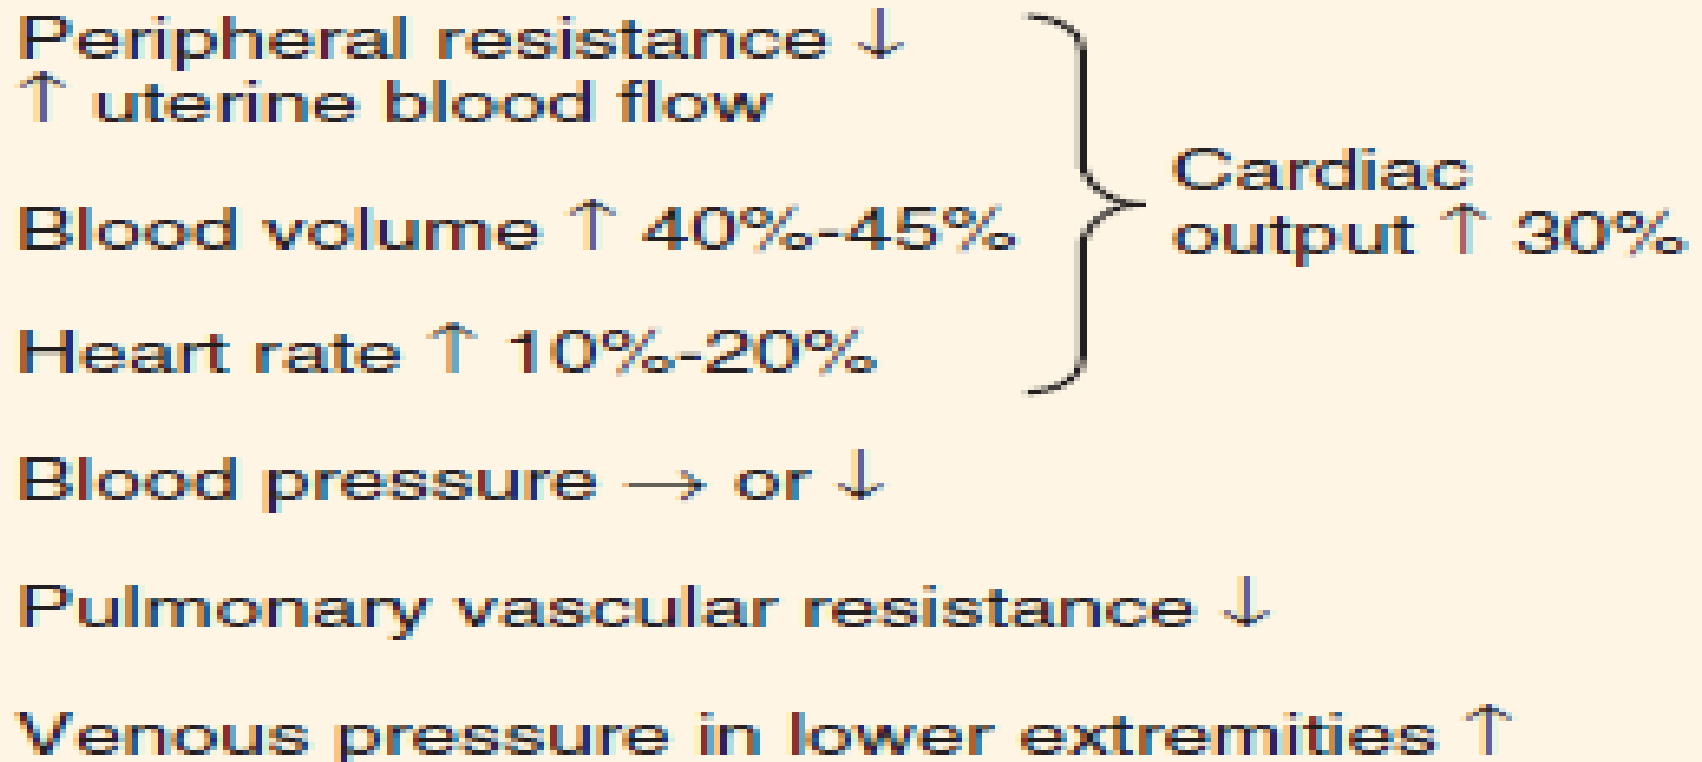 Peripheral resistance ↓
↑ uterine blood flow
Blood volume ↑ 40%-45%
Heart rate ↑ 10%-20%
Cardiac
output ↑ 30%
Blood pressure → or ↓
Pulmonary vascular resistance ↓
Venous pressure in lower extremities ↑